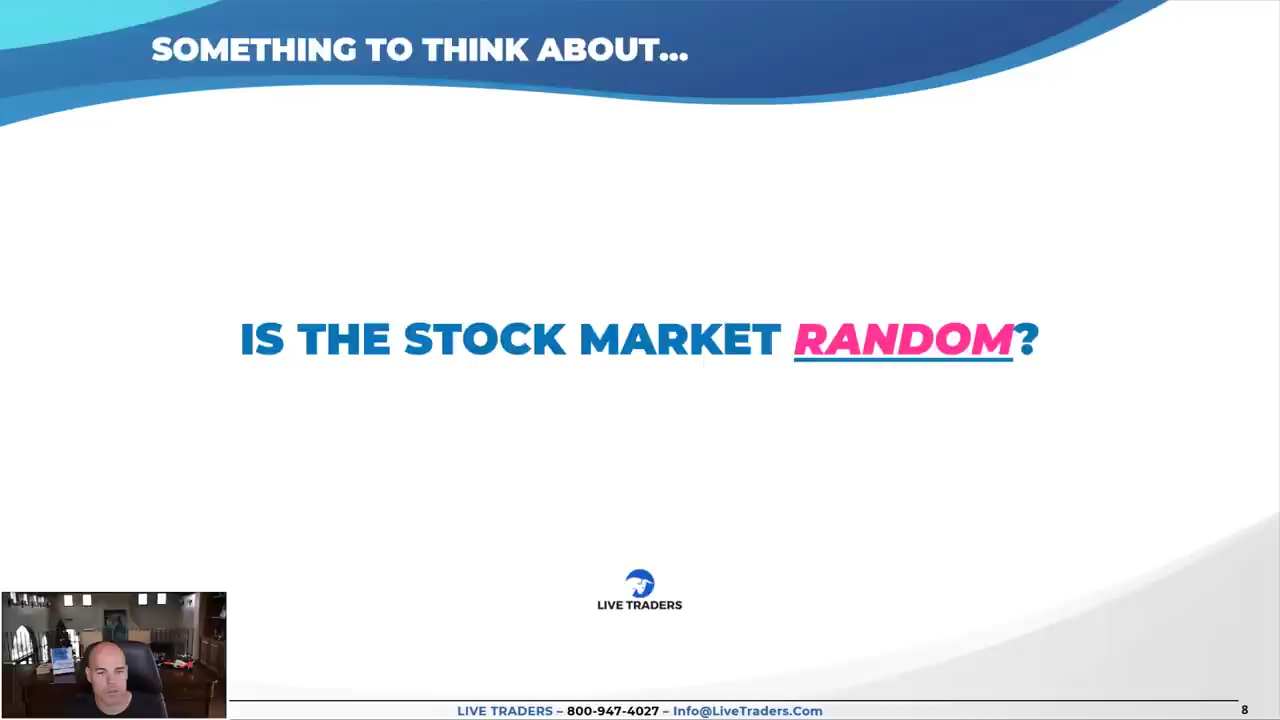 SOMETHING TO THINK ABOUT...
IS THE STOCK MARKET RANDOM?
LIVE TRADERS
LIVE TRADERS – 800-947-4027 – Info@LiveTraders.Com
8